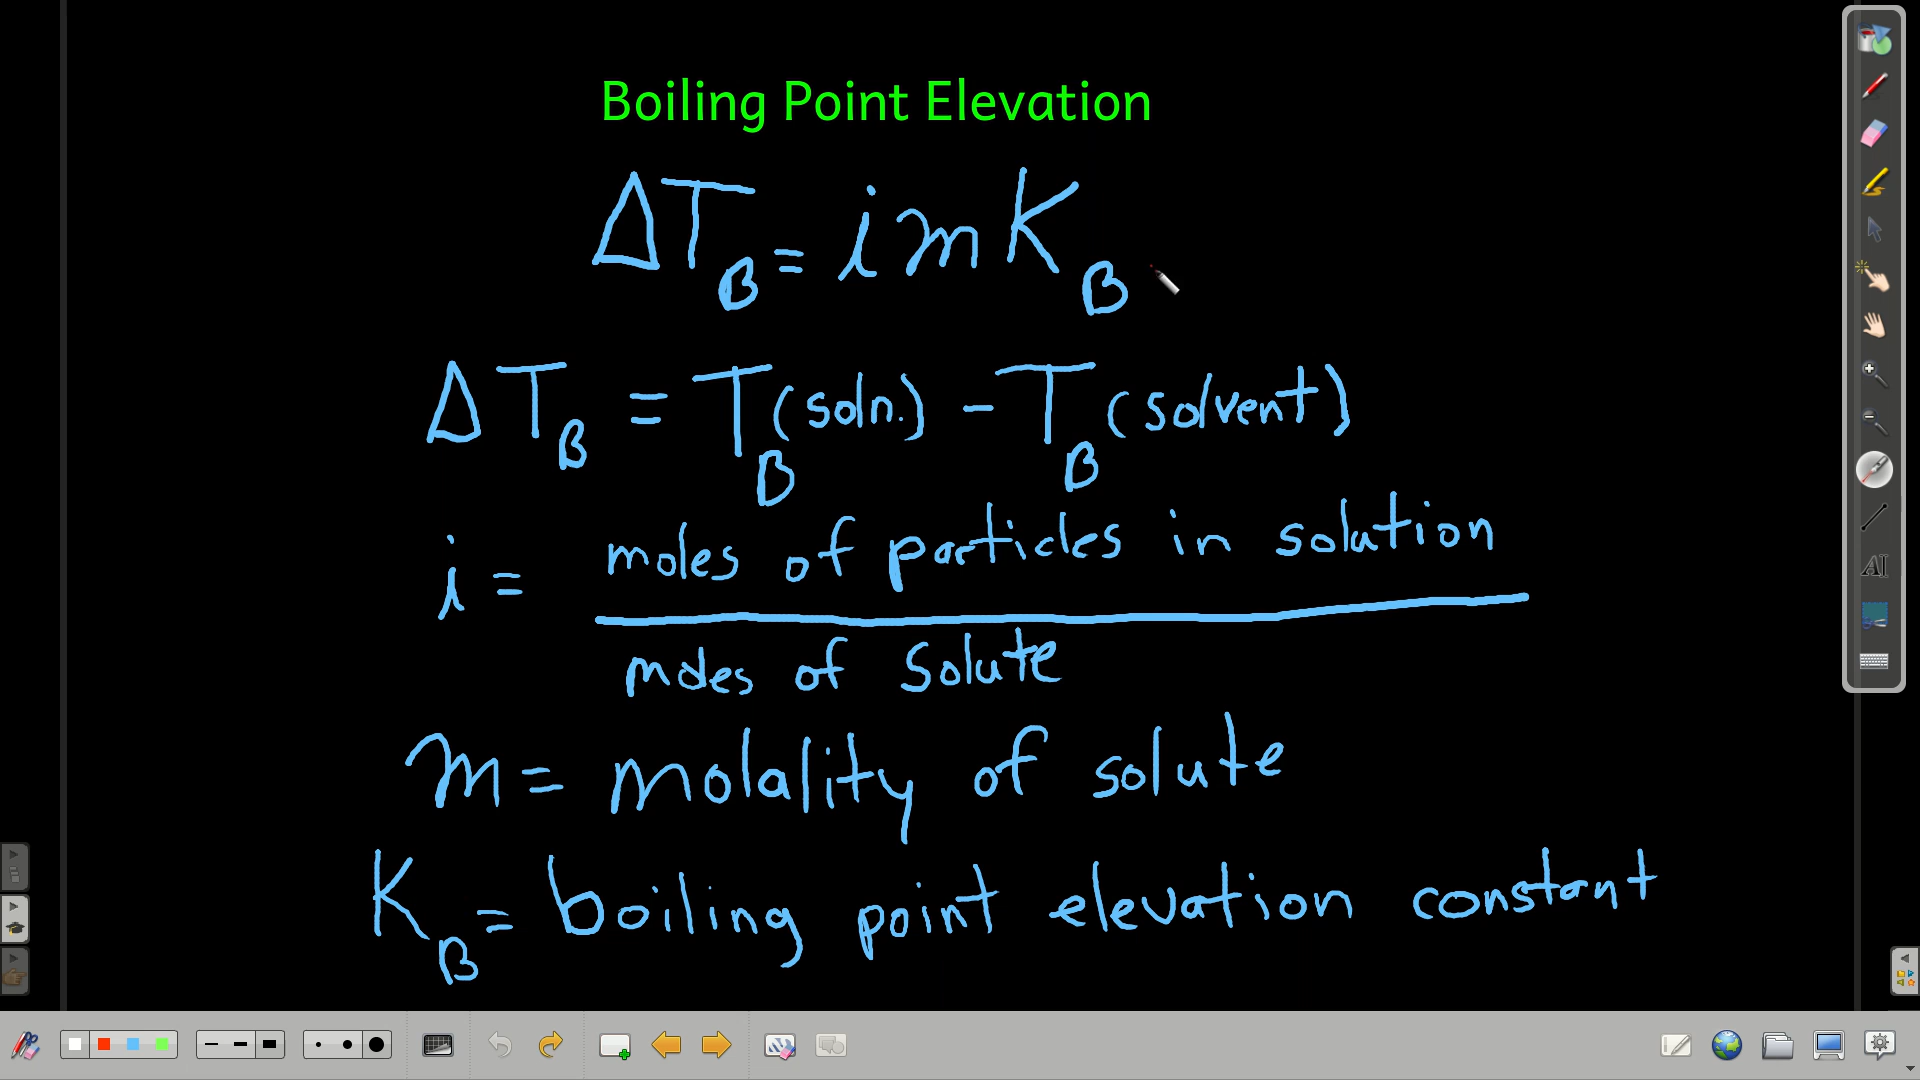 Boiling Point Elevation
ΔT_B = i m K_B
ΔT_B = T_B (soln.) - T_B (solvent)
i = moles of particles in solution
moles of Solute
m = molality of solute
K_B = boiling point elevation constant